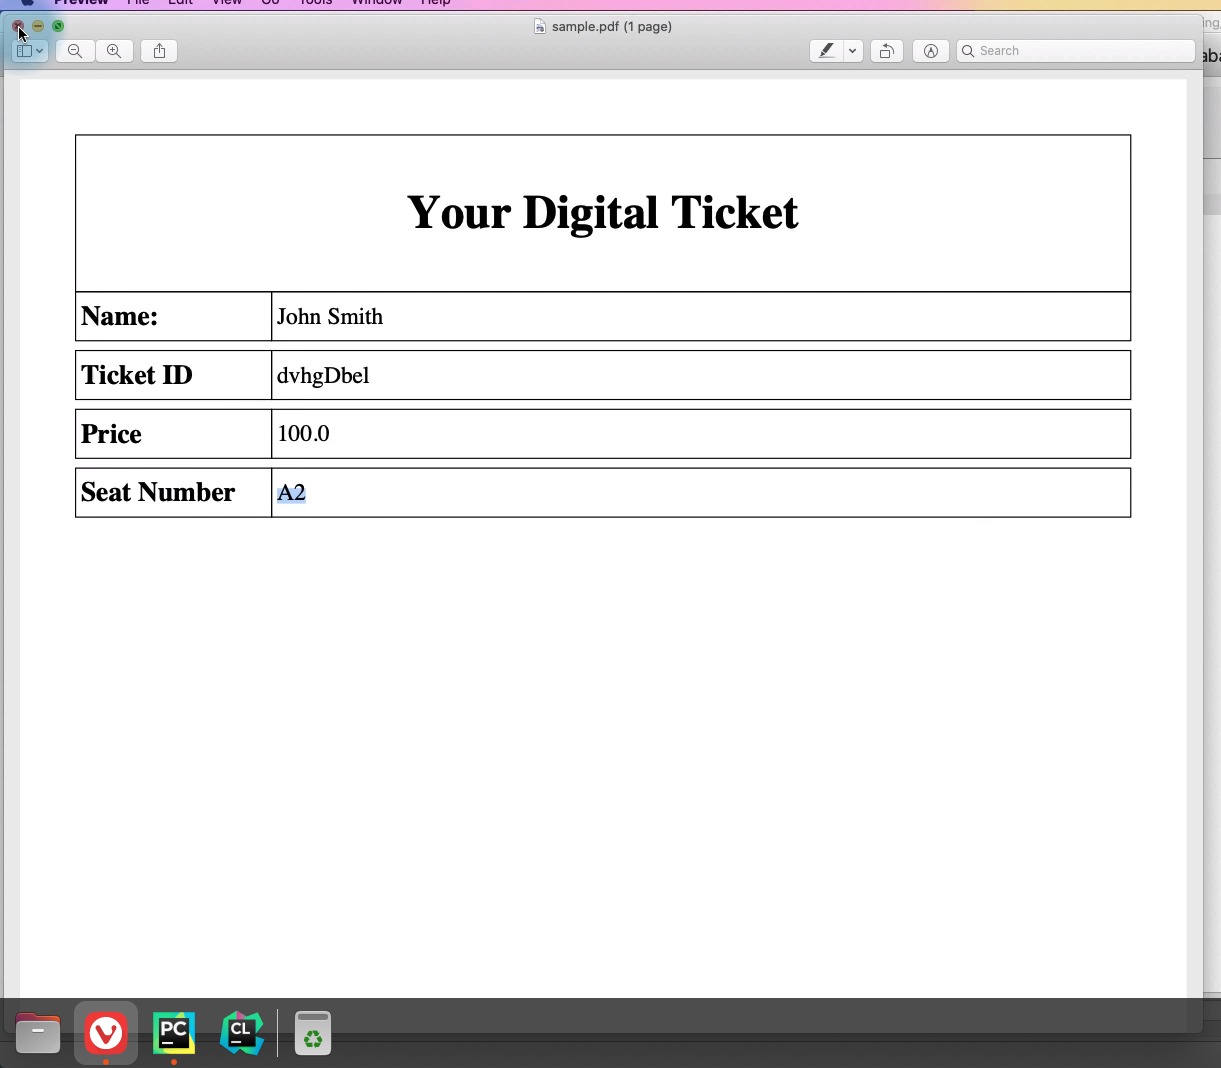 Preview File Edit View Go Tools Window Help
sample.pdf (1 page)
Search
Your Digital Ticket
Name: John Smith
Ticket ID dvhgDbel
Price 100.0
Seat Number A2
PC CL